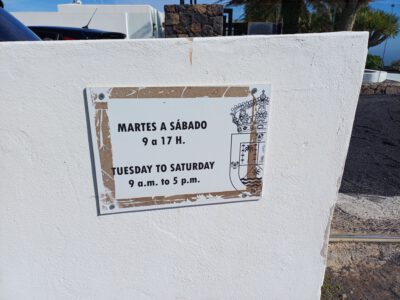 MARTES A SÁBADO
9 a 17 H.
TUESDAY TO SATURDAY
9 a.m. to 5 p.m.